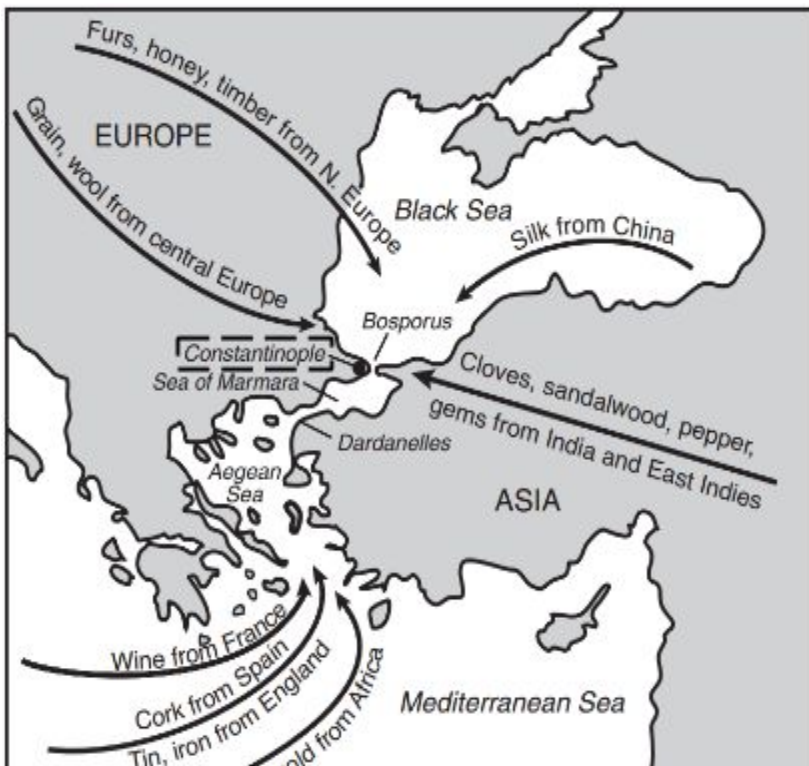 Furs, honey, timber from N. Europe
EUROPE
Grain, wool from central Europe
Black Sea
Silk from China
Bosporus
Constantinople
Sea of Marmara
Cloves, sandalwood, pepper,
gems from India and East Indies
Dardanelles
Aegean
Sea
ASIA
Wine from France
Cork from Spain
Tin, iron from England
from Africa
Mediterranean Sea